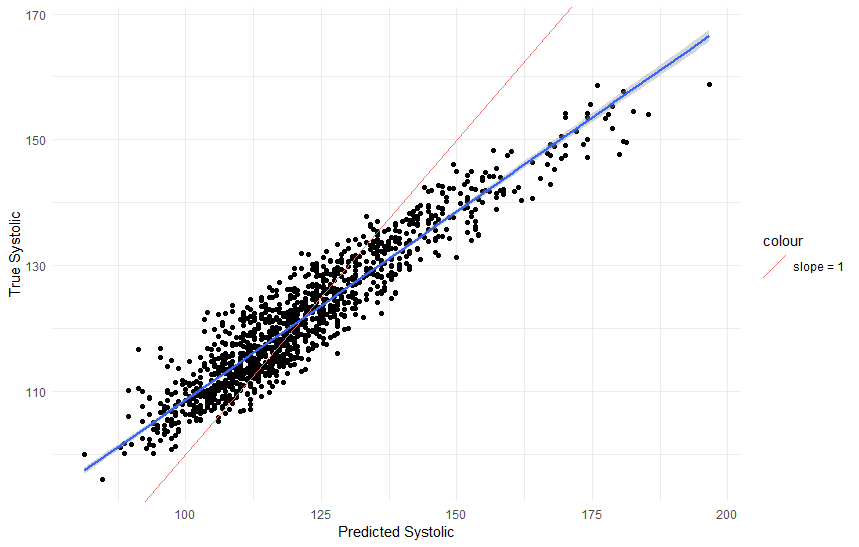 170
150
130
110
True Systolic
100
125
150
175
200
Predicted Systolic
colour
slope = 1